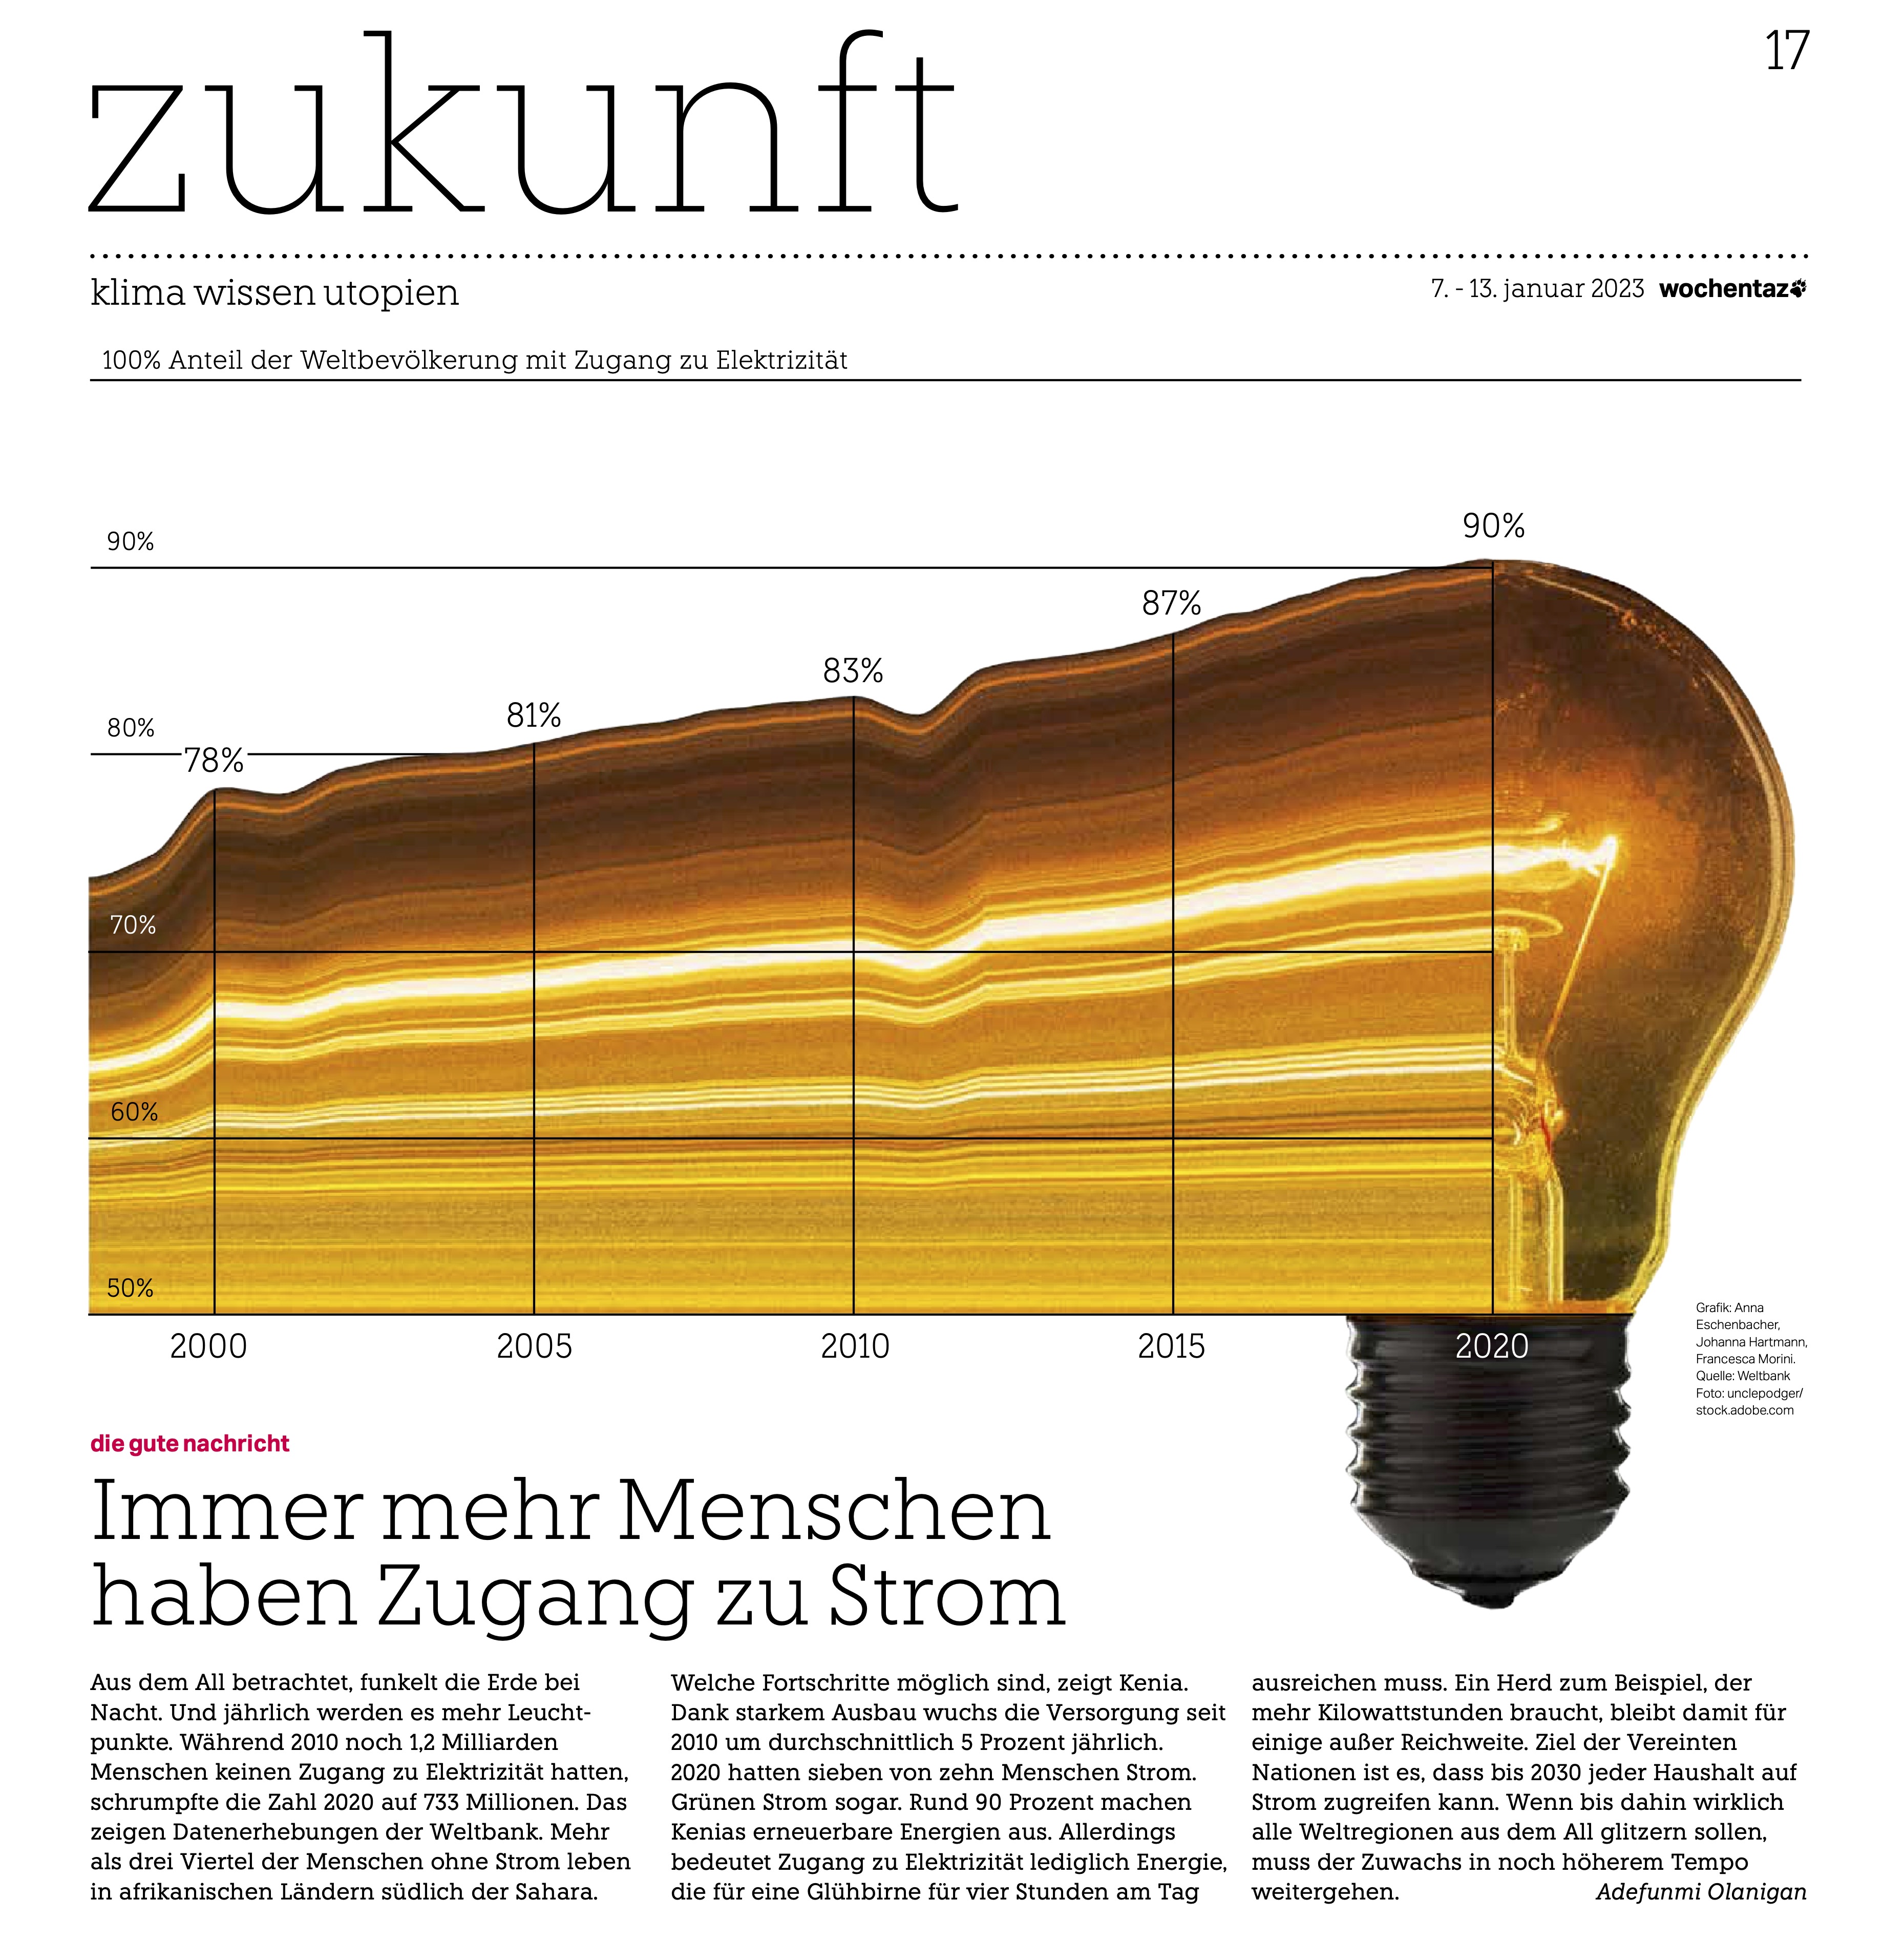 zukunft
17
klima wissen utopien
7. - 13. januar 2023 wochentaz
100% Anteil der Weltbevölkerung mit Zugang zu Elektrizität
90%
90%
87%
83%
81%
80%
78%
70%
60%
50%
2000
2005
2010
2015
2020
Grafik: Anna
Eschenbacher,
Johanna Hartmann,
Francesca Morini.
Quelle: Weltbank
Foto: unclepodger/
stock.adobe.com
die gute nachricht
Immer mehr Menschen
haben Zugang zu Strom
Aus dem All betrachtet, funkelt die Erde bei
Nacht. Und jährlich werden es mehr Leucht-
punkte. Während 2010 noch 1,2 Milliarden
Menschen keinen Zugang zu Elektrizität hatten,
schrumpfte die Zahl 2020 auf 733 Millionen. Das
zeigen Datenerhebungen der Weltbank. Mehr
als drei Viertel der Menschen ohne Strom leben
in afrikanischen Ländern südlich der Sahara.
Welche Fortschritte möglich sind, zeigt Kenia.
Dank starkem Ausbau wuchs die Versorgung seit
2010 um durchschnittlich 5 Prozent jährlich.
2020 hatten sieben von zehn Menschen Strom.
Grünen Strom sogar. Rund 90 Prozent machen
Kenias erneuerbare Energien aus. Allerdings
bedeutet Zugang zu Elektrizität lediglich Energie,
die für eine Glühbirne für vier Stunden am Tag
ausreichen muss. Ein Herd zum Beispiel, der
mehr Kilowattstunden braucht, bleibt damit für
einige außer Reichweite. Ziel der Vereinten
Nationen ist es, dass bis 2030 jeder Haushalt auf
Strom zugreifen kann. Wenn bis dahin wirklich
alle Weltregionen aus dem All glitzern sollen,
muss der Zuwachs in noch höherem Tempo
weitergehen. Adefunmi Olanigan